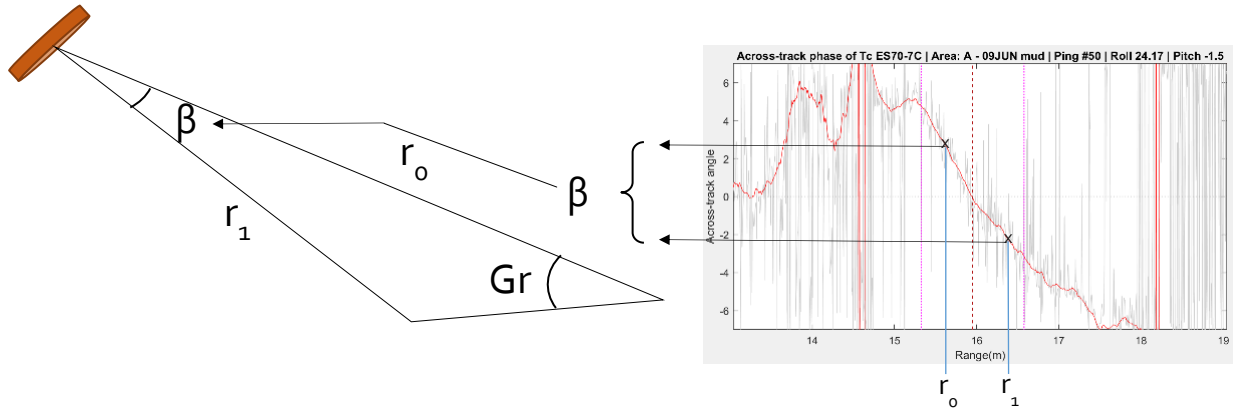 β
r₀
r₁
Gr
β
Across-track phase of Tc ES70-7C | Area: A - 09JUN mud | Ping #50 | Roll 24.17 | Pitch -1.5
Across-track angle
6
4
2
0
-2
-4
-6
14
15
16
17
18
19
Range(m)
x
x
r₀
r₁